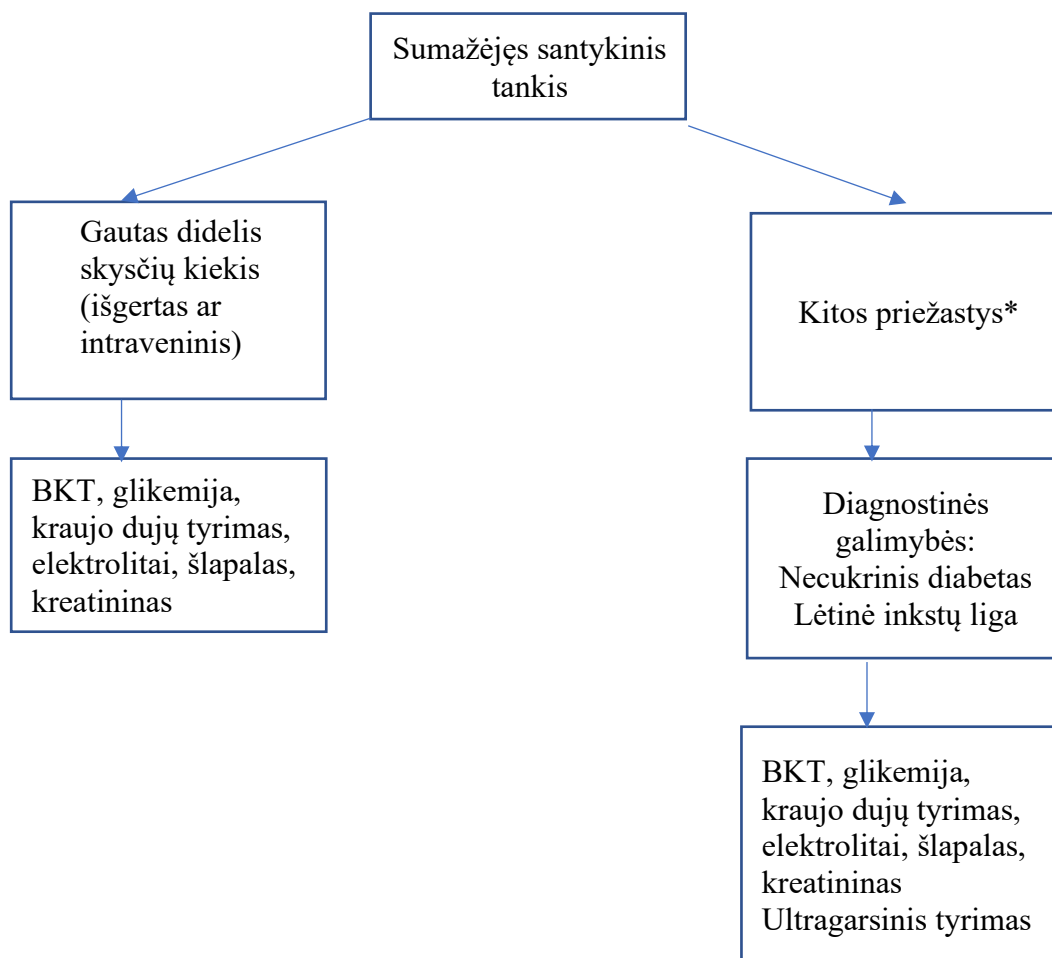 Sumažėjęs santykinis
tankis
Gautas didelis
skysčių kiekis
(išgertas ar
intraveninis)
Kitos priežastys*
BKT, glikemija,
kraujo dujų tyrimas,
elektrolitai, šlapalas,
kreatininas
Diagnostinės
galimybės:
Necukrinis diabetas
Lėtinė inkstų liga
BKT, glikemija,
kraujo dujų tyrimas,
elektrolitai, šlapalas,
kreatininas
Ultragarsinis tyrimas